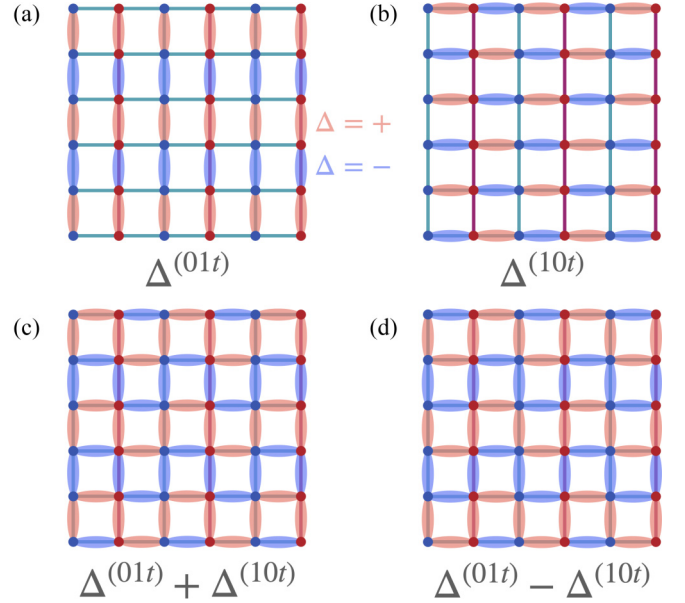 (a)
(b)
Δ = +
Δ = −
Δ^(01t)
Δ^(10t)
(c)
(d)
Δ^(01t) + Δ^(10t)
Δ^(01t) − Δ^(10t)